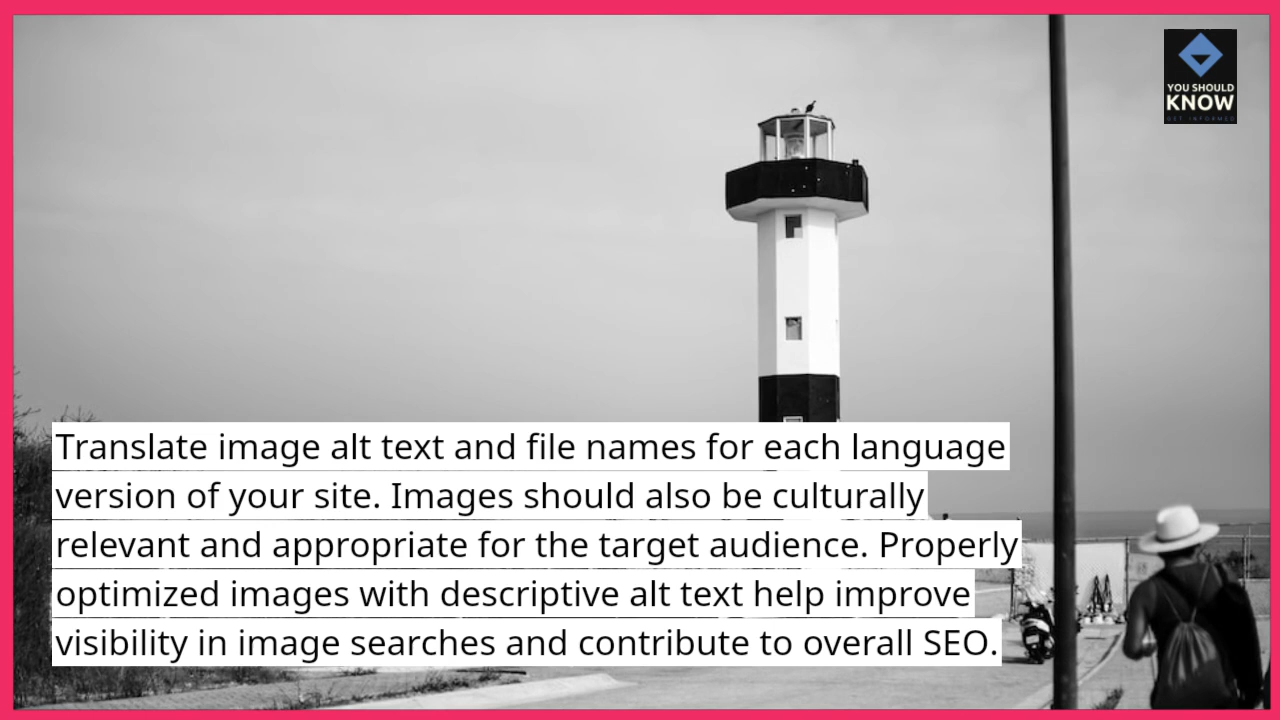 YOU SHOULD
KNOW
GET INFORMED
Translate image alt text and file names for each language
version of your site. Images should also be culturally
relevant and appropriate for the target audience. Properly
optimized images with descriptive alt text help improve
visibility in image searches and contribute to overall SEO.